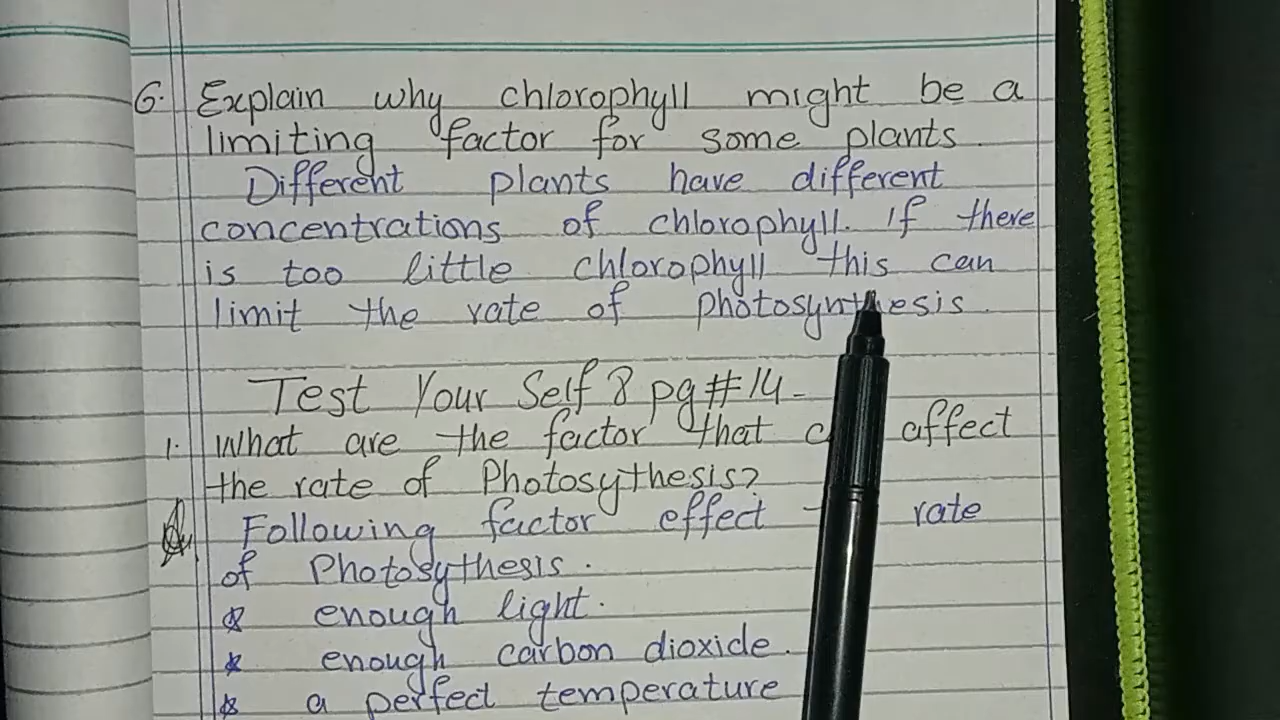 6. Explain why chlorophyll might be a
limiting factor for some plants.
Different plants have different
concentrations of chlorophyll. If there
is too little chlorophyll this can
limit the rate of photosynthesis.
Test Your Self 8 pg#14-
1. What are the factor that affect
the rate of Photosythesis?
Following factor effect rate
of Photosythesis.
enough light.
enough carbon dioxide.
a perfect temperature